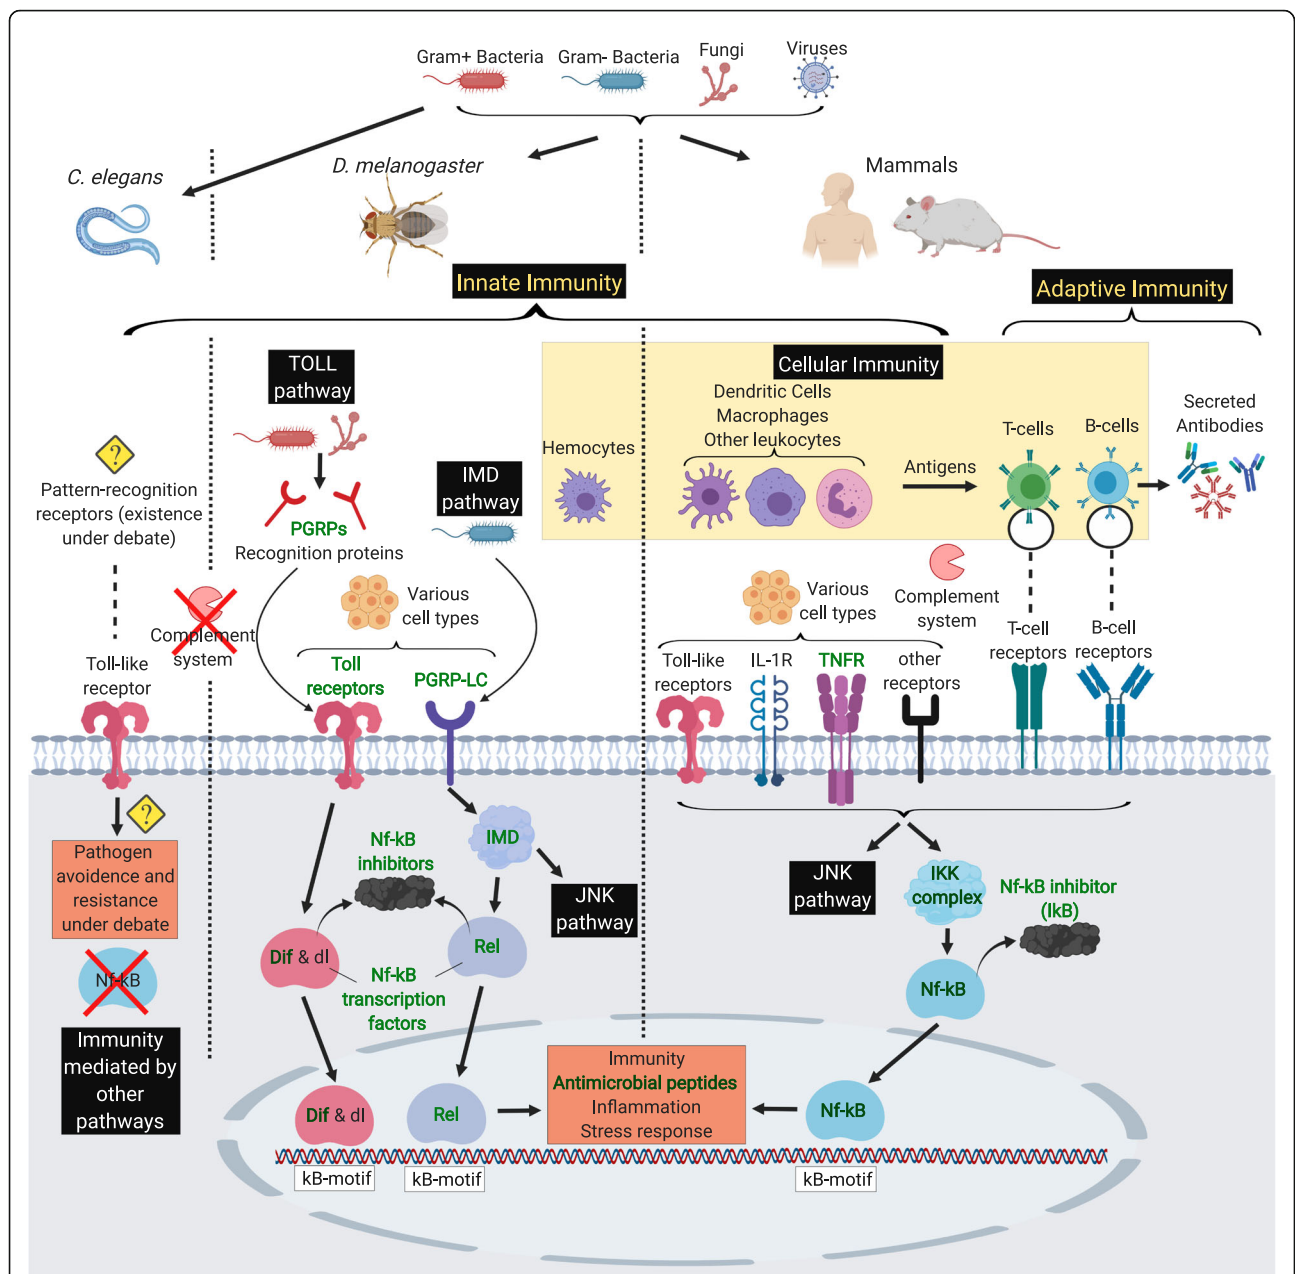 Gram+ Bacteria
Gram- Bacteria
Fungi
Viruses
C. elegans
D. melanogaster
Mammals
Innate Immunity
Adaptive Immunity
TOLL
pathway
Cellular Immunity
Dendritic Cells
Macrophages
Other leukocytes
Hemocytes
Antigens
T-cells
B-cells
Secreted
Antibodies
?
Pattern-recognition
receptors (existence
under debate)
IMD
pathway
PGRPs
Recognition proteins
Various
cell types
Complement
system
Various
cell types
Complement
system
Toll-like
receptor
Toll
receptors
PGRP-LC
Toll-like
receptors
IL-1R
TNFR
other
receptors
T-cell
receptors
B-cell
receptors
?
Pathogen
avoidence and
resistance
under debate
Nf-kB
Immunity
mediated by
other
pathways
Nf-kB
inhibitors
IMD
JNK
pathway
Dif & dl
Rel
Nf-kB
transcription
factors
JNK
pathway
IKK
complex
Nf-kB inhibitor
(IkB)
Nf-kB
Dif & dl
Rel
Immunity
Antimicrobial peptides
Inflammation
Stress response
Nf-kB
kB-motif
kB-motif
kB-motif